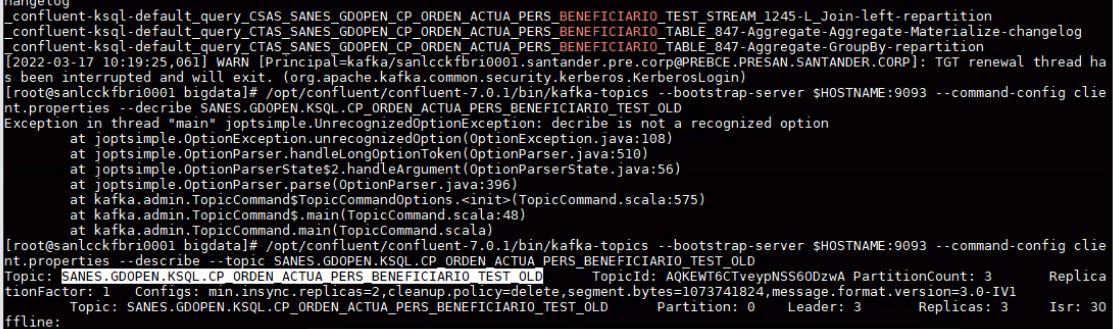 hangelog
_confluent-ksql-default_query_CSAS_SANES_GDOPEN_CP_ORDEN_ACTUA_PERS_BENEFICIARIO_TEST_STREAM_1245-L_Join-left-repartition
_confluent-ksql-default_query_CTAS_SANES_GDOPEN_CP_ORDEN_ACTUA_PERS_BENEFICIARIO_TABLE_847-Aggregate-Aggregate-Materialize-changelog
_confluent-ksql-default_query_CTAS_SANES_GDOPEN_CP_ORDEN_ACTUA_PERS_BENEFICIARIO_TABLE_847-Aggregate-GroupBy-repartition
[2022-03-17 10:19:25,061] WARN [Principal=kafka/sanlcckfbri0001.santander.pre.corp@PREBCE.PRESAN.SANTANDER.CORP]: TGT renewal thread ha
s been interrupted and will exit. (org.apache.kafka.common.security.kerberos.KerberosLogin)
[root@sanlcckfbri0001 bigdata]# /opt/confluent/confluent-7.0.1/bin/kafka-topics --bootstrap-server $HOSTNAME:9093 --command-config clie
nt.properties --decribe SANES.GDOPEN.KSQL.CP_ORDEN_ACTUA_PERS_BENEFICIARIO_TEST_OLD
Exception in thread "main" joptsimple.UnrecognizedOptionException: decribe is not a recognized option
at joptsimple.OptionException.unrecognizedOption(OptionException.java:108)
at joptsimple.OptionParser.handleLongOptionToken(OptionParser.java:510)
at joptsimple.OptionParserState$2.handleArgument(OptionParserState.java:56)
at joptsimple.OptionParser.parse(OptionParser.java:396)
at kafka.admin.TopicCommand$TopicCommandOptions.<init>(TopicCommand.scala:575)
at kafka.admin.TopicCommand$.main(TopicCommand.scala:48)
at kafka.admin.TopicCommand.main(TopicCommand.scala)
[root@sanlcckfbri0001 bigdata]# /opt/confluent/confluent-7.0.1/bin/kafka-topics --bootstrap-server $HOSTNAME:9093 --command-config clie
nt.properties --describe --topic SANES.GDOPEN.KSQL.CP_ORDEN_ACTUA_PERS_BENEFICIARIO_TEST_OLD
Topic: SANES.GDOPEN.KSQL.CP_ORDEN_ACTUA_PERS_BENEFICIARIO_TEST_OLD TopicId: AQKEWT6CTveypNSS6ODzwA PartitionCount: 3 Replica
tionFactor: 1 Configs: min.insync.replicas=2,cleanup.policy=delete,segment.bytes=1073741824,message.format.version=3.0-IV1
Topic: SANES.GDOPEN.KSQL.CP_ORDEN_ACTUA_PERS_BENEFICIARIO_TEST_OLD Partition: 0 Leader: 3 Replicas: 3 Isr: 3O
ffline: